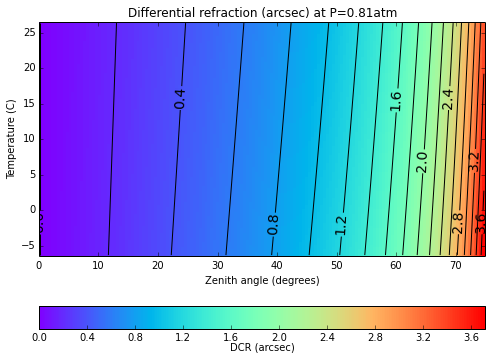 Differential refraction (arcsec) at P=0.81atm
25
20
15
10
5
0
−5
Temperature (C)
0.4
1.6
2.4
2.0
3.2
0.8
1.2
2.8
3.6
0 10 20 30 40 50 60 70
Zenith angle (degrees)
0.0 0.4 0.8 1.2 1.6 2.0 2.4 2.8 3.2 3.6
DCR (arcsec)